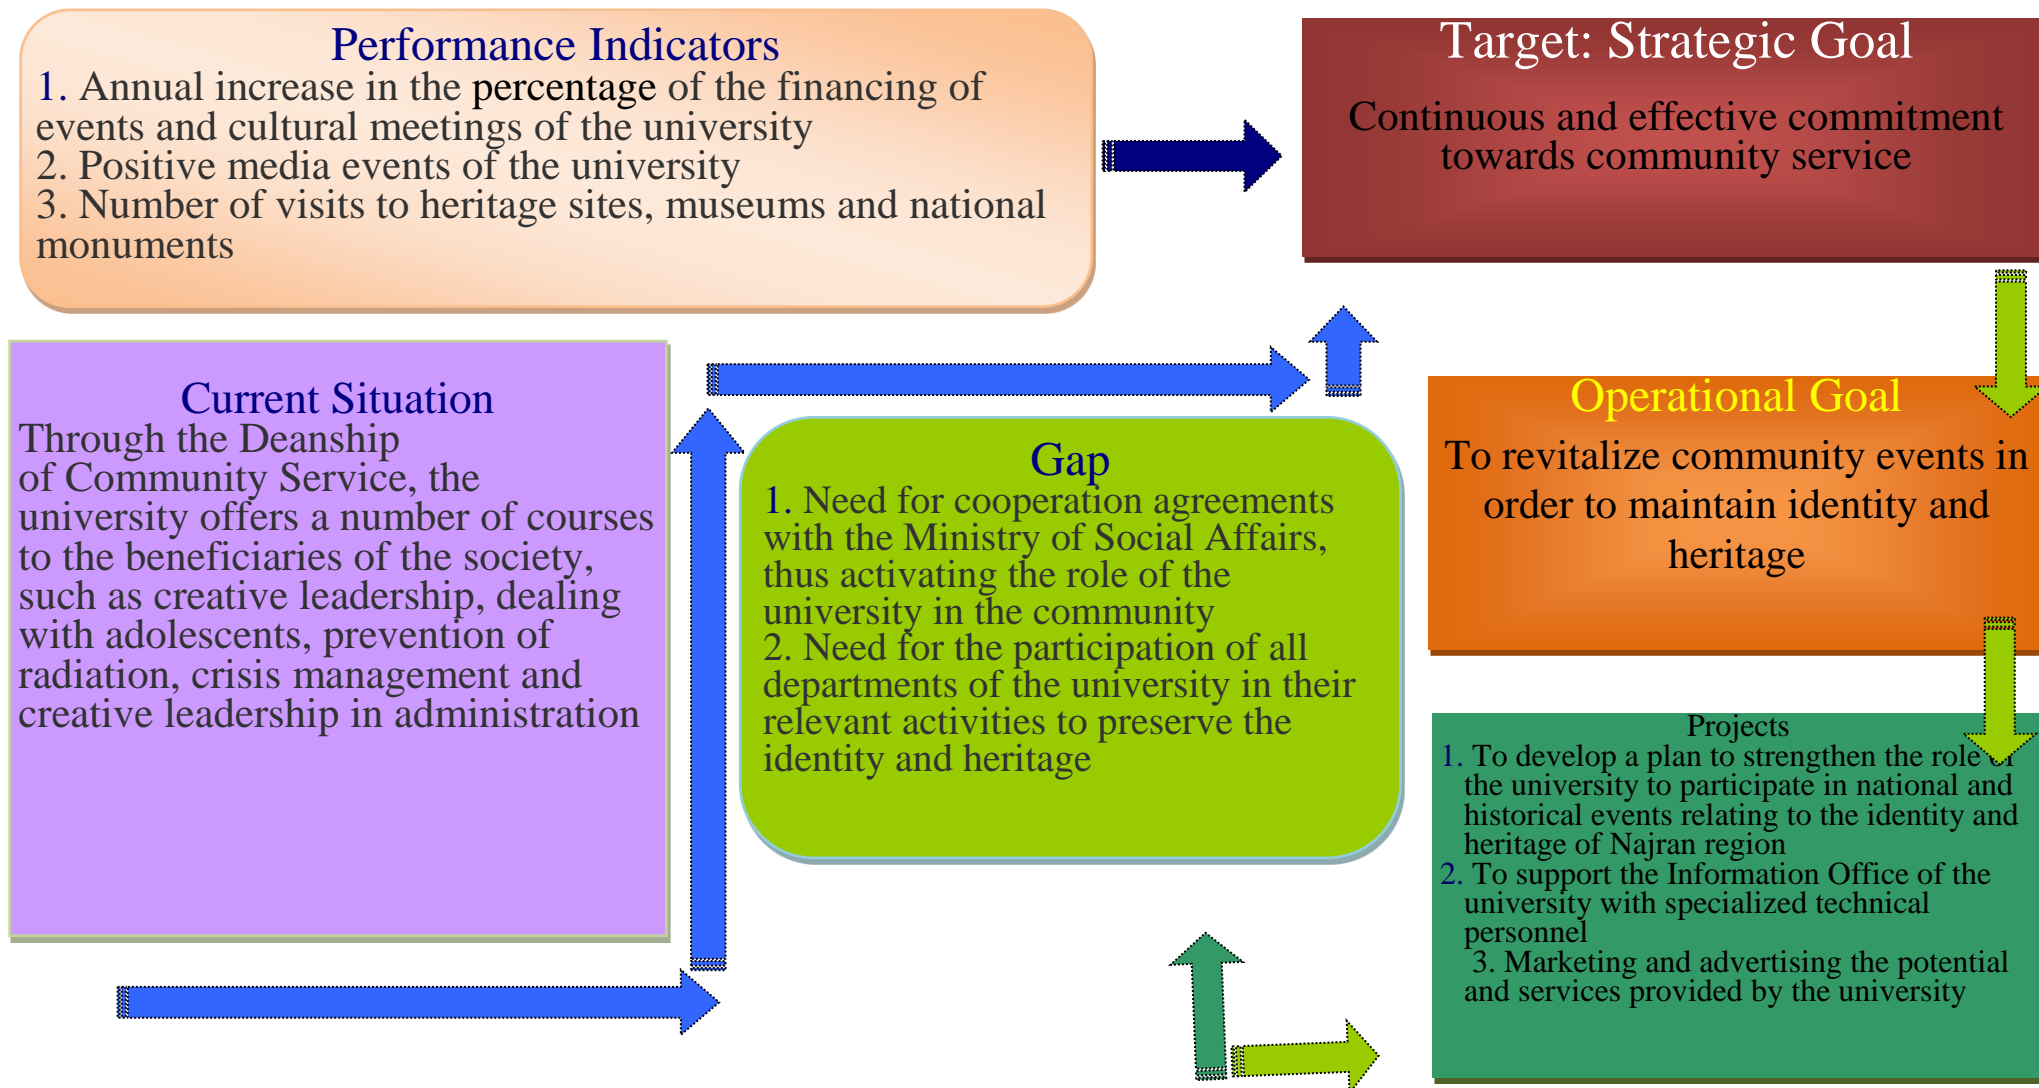 Performance Indicators
1. Annual increase in the percentage of the financing of
events and cultural meetings of the university
2. Positive media events of the university
3. Number of visits to heritage sites, museums and national
monuments
Target: Strategic Goal
Continuous and effective commitment
towards community service
Current Situation
Through the Deanship
of Community Service, the
university offers a number of courses
to the beneficiaries of the society,
such as creative leadership, dealing
with adolescents, prevention of
radiation, crisis management and
creative leadership in administration
Gap
1. Need for cooperation agreements
with the Ministry of Social Affairs,
thus activating the role of the
university in the community
2. Need for the participation of all
departments of the university in their
relevant activities to preserve the
identity and heritage
Operational Goal
To revitalize community events in
order to maintain identity and
heritage
Projects
1. To develop a plan to strengthen the role of
the university to participate in national and
historical events relating to the identity and
heritage of Najran region
2. To support the Information Office of the
university with specialized technical
personnel
3. Marketing and advertising the potential
and services provided by the university